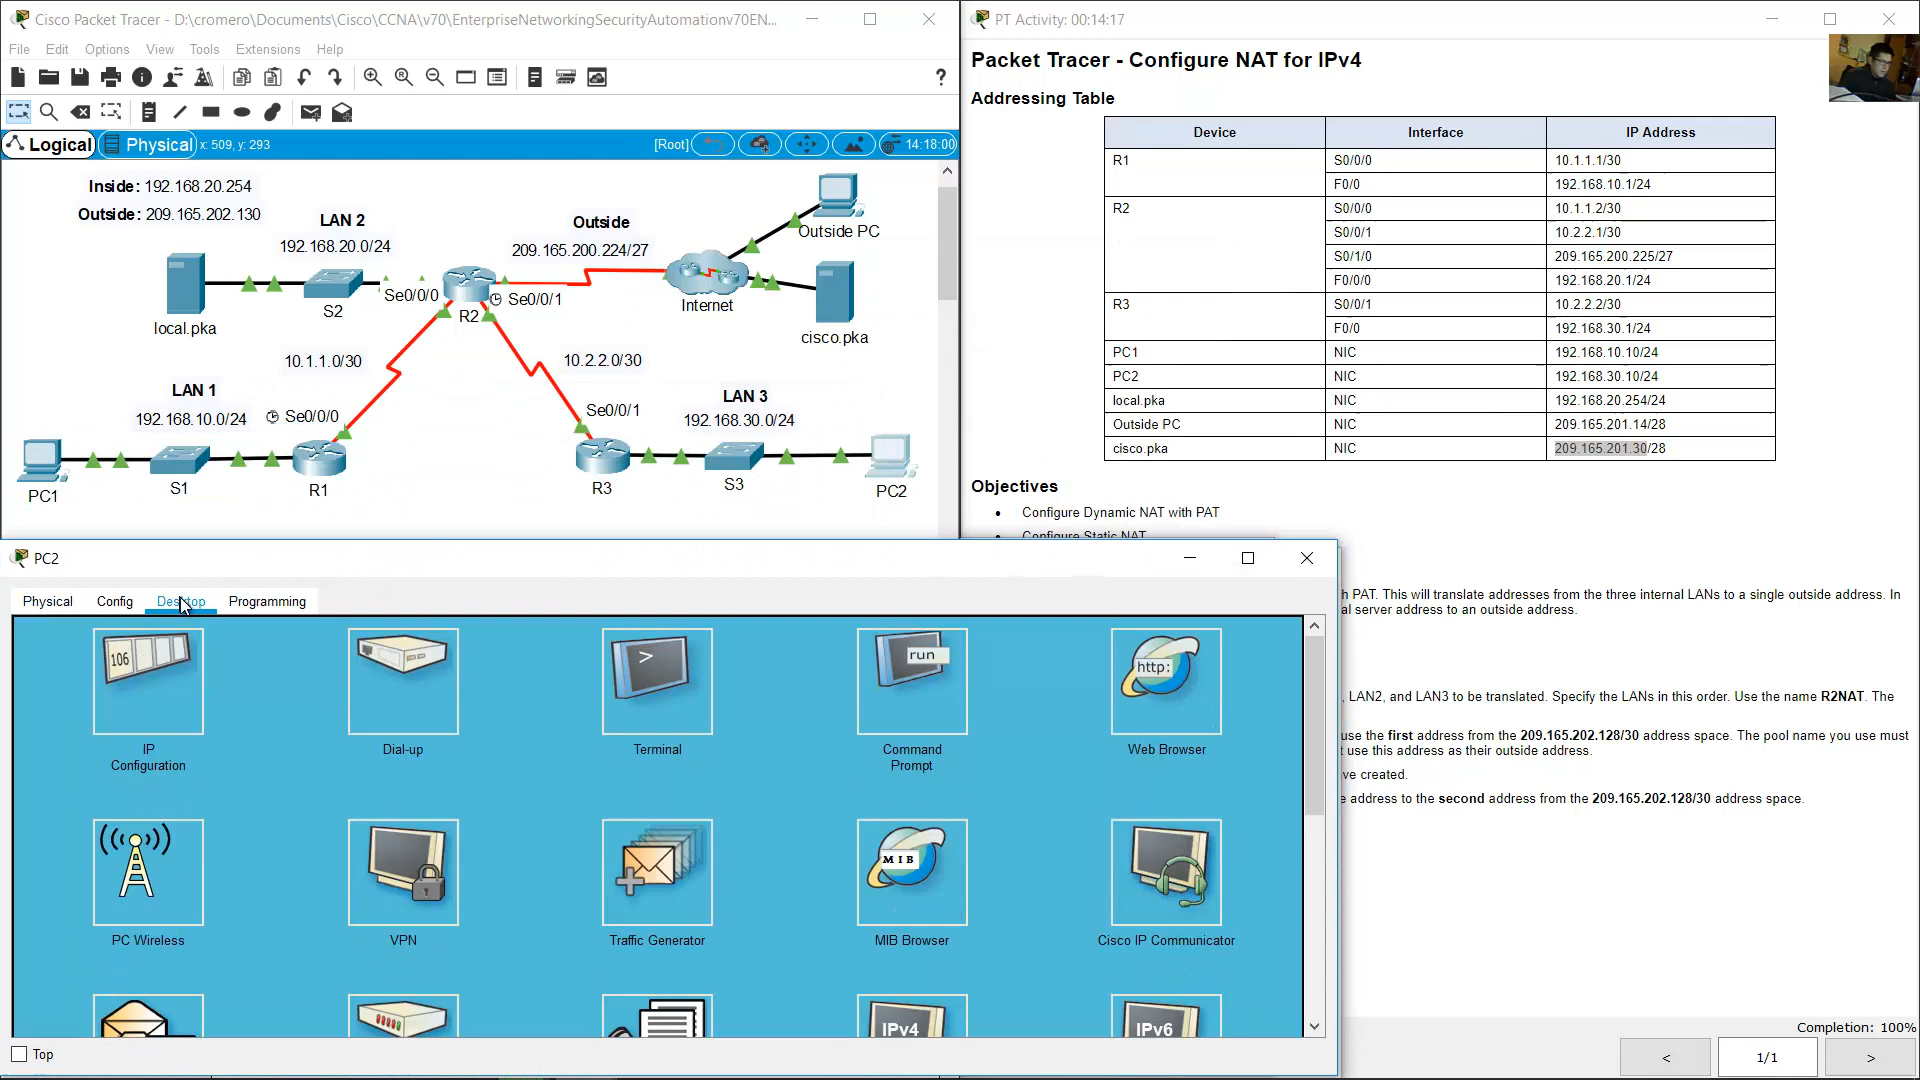 Cisco Packet Tracer - D:\cromero\Documents\Cisco\CCNA\v70\EnterpriseNetworkingSecurityAutomationv70EN...
File Edit Options View Tools Extensions Help
?
Logical Physical x: 509, y: 293 [Root] 14:18:00
Inside: 192.168.20.254
Outside: 209.165.202.130
LAN 2
192.168.20.0/24
Outside
209.165.200.224/27
Outside PC
local.pka
S2
Se0/0/0
R2
Se0/0/1
Internet
cisco.pka
10.1.1.0/30
10.2.2.0/30
LAN 1
192.168.10.0/24
Se0/0/0
Se0/0/1
LAN 3
192.168.30.0/24
PC1
S1
R1
R3
S3
PC2
PT Activity: 00:14:17
Packet Tracer - Configure NAT for IPv4
Addressing Table
Device Interface IP Address
R1 S0/0/0 10.1.1.1/30
F0/0 192.168.10.1/24
R2 S0/0/0 10.1.1.2/30
S0/0/1 10.2.2.1/30
S0/1/0 209.165.200.225/27
F0/0/0 192.168.20.1/24
R3 S0/0/1 10.2.2.2/30
F0/0 192.168.30.1/24
PC1 NIC 192.168.10.10/24
PC2 NIC 192.168.30.10/24
local.pka NIC 192.168.20.254/24
Outside PC NIC 209.165.201.14/28
cisco.pka NIC 209.165.201.30/28
Objectives
• Configure Dynamic NAT with PAT
• Configure Static NAT
PAT. This will translate addresses from the three internal LANs to a single outside address. In
server address to an outside address.
, LAN2, and LAN3 to be translated. Specify the LANs in this order. Use the name R2NAT. The
use the first address from the 209.165.202.128/30 address space. The pool name you use must
use this address as their outside address.
created.
address to the second address from the 209.165.202.128/30 address space.
Completion: 100%
< 1/1 >
PC2
Physical Config Desktop Programming
106
>
run
http:
IP
Configuration
Dial-up
Terminal
Command
Prompt
Web Browser
MIB
PC Wireless
VPN
Traffic Generator
MIB Browser
Cisco IP Communicator
IPv4
IPv6
Top